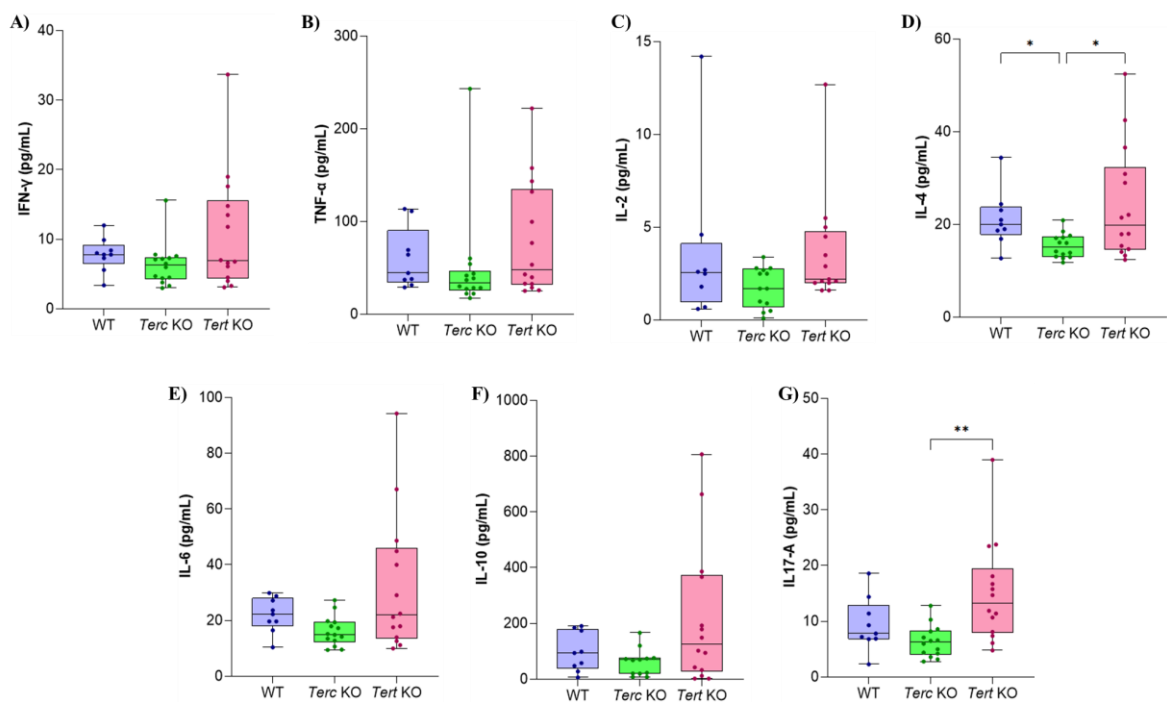 A)
IFN-γ (pg/mL)
40
30
20
10
0
WT
Terc KO
Tert KO
B)
TNF-α (pg/mL)
300
200
100
0
WT
Terc KO
Tert KO
C)
IL-2 (pg/mL)
15
10
5
0
WT
Terc KO
Tert KO
D)
IL-4 (pg/mL)
60
40
20
0
*
*
WT
Terc KO
Tert KO
E)
IL-6 (pg/mL)
100
80
60
40
20
0
WT
Terc KO
Tert KO
F)
IL-10 (pg/mL)
1000
800
600
400
200
0
WT
Terc KO
Tert KO
G)
IL17-A (pg/mL)
50
40
30
20
10
0
**
WT
Terc KO
Tert KO